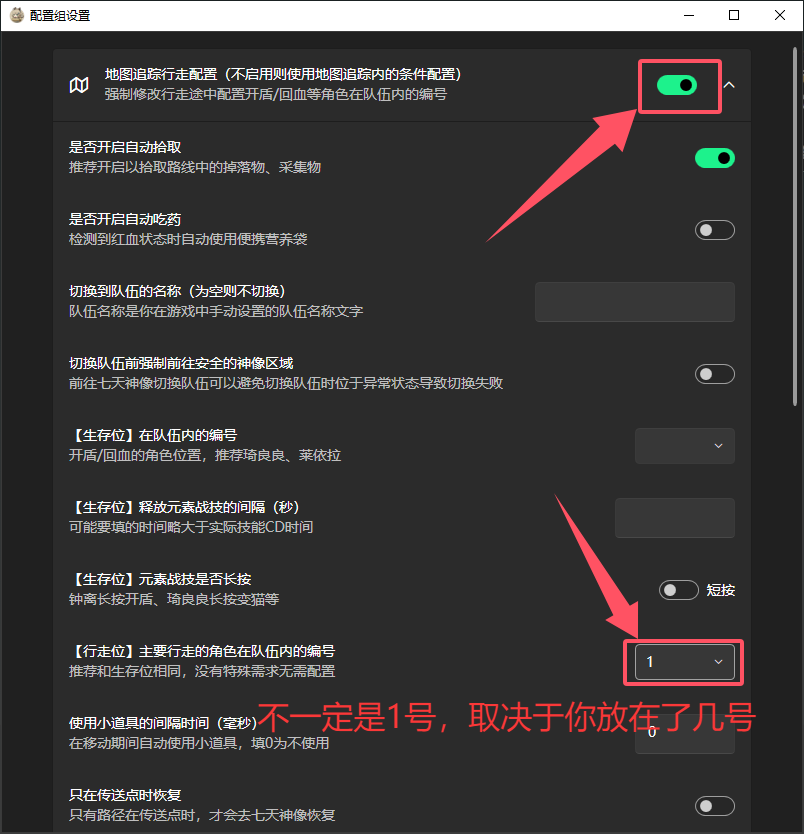 配置组设置
地图追踪行走配置（不启用则使用地图追踪内的条件配置）
强制修改行走途中配置开盾/回血等角色在队伍内的编号
是否开启自动拾取
推荐开启以拾取路线中的掉落物、采集物
是否开启自动吃药
检测到红血状态时自动使用便携营养袋
切换到队伍的名称（为空则不切换）
队伍名称是你在游戏中手动设置的队伍名称文字
切换队伍前强制前往安全的神像区域
前往七天神像切换队伍可以避免切换队伍时位于异常状态导致切换失败
【生存位】在队伍内的编号
开盾/回血的角色位置，推荐琦良良、莱依拉
【生存位】释放元素战技的间隔（秒）
可能要填的时间略大于实际技能CD时间
【生存位】元素战技是否长按
钟离长按开盾、琦良良长按变猫等
短按
【行走位】主要行走的角色在队伍内的编号
推荐和生存位相同，没有特殊需求无需配置
1
不一定是1号，取决于你放在了几号
使用小道具的间隔时间（毫秒）
在移动期间自动使用小道具，填0为不使用
0
只在传送点时恢复
只有路径在传送点时，才会去七天神像恢复